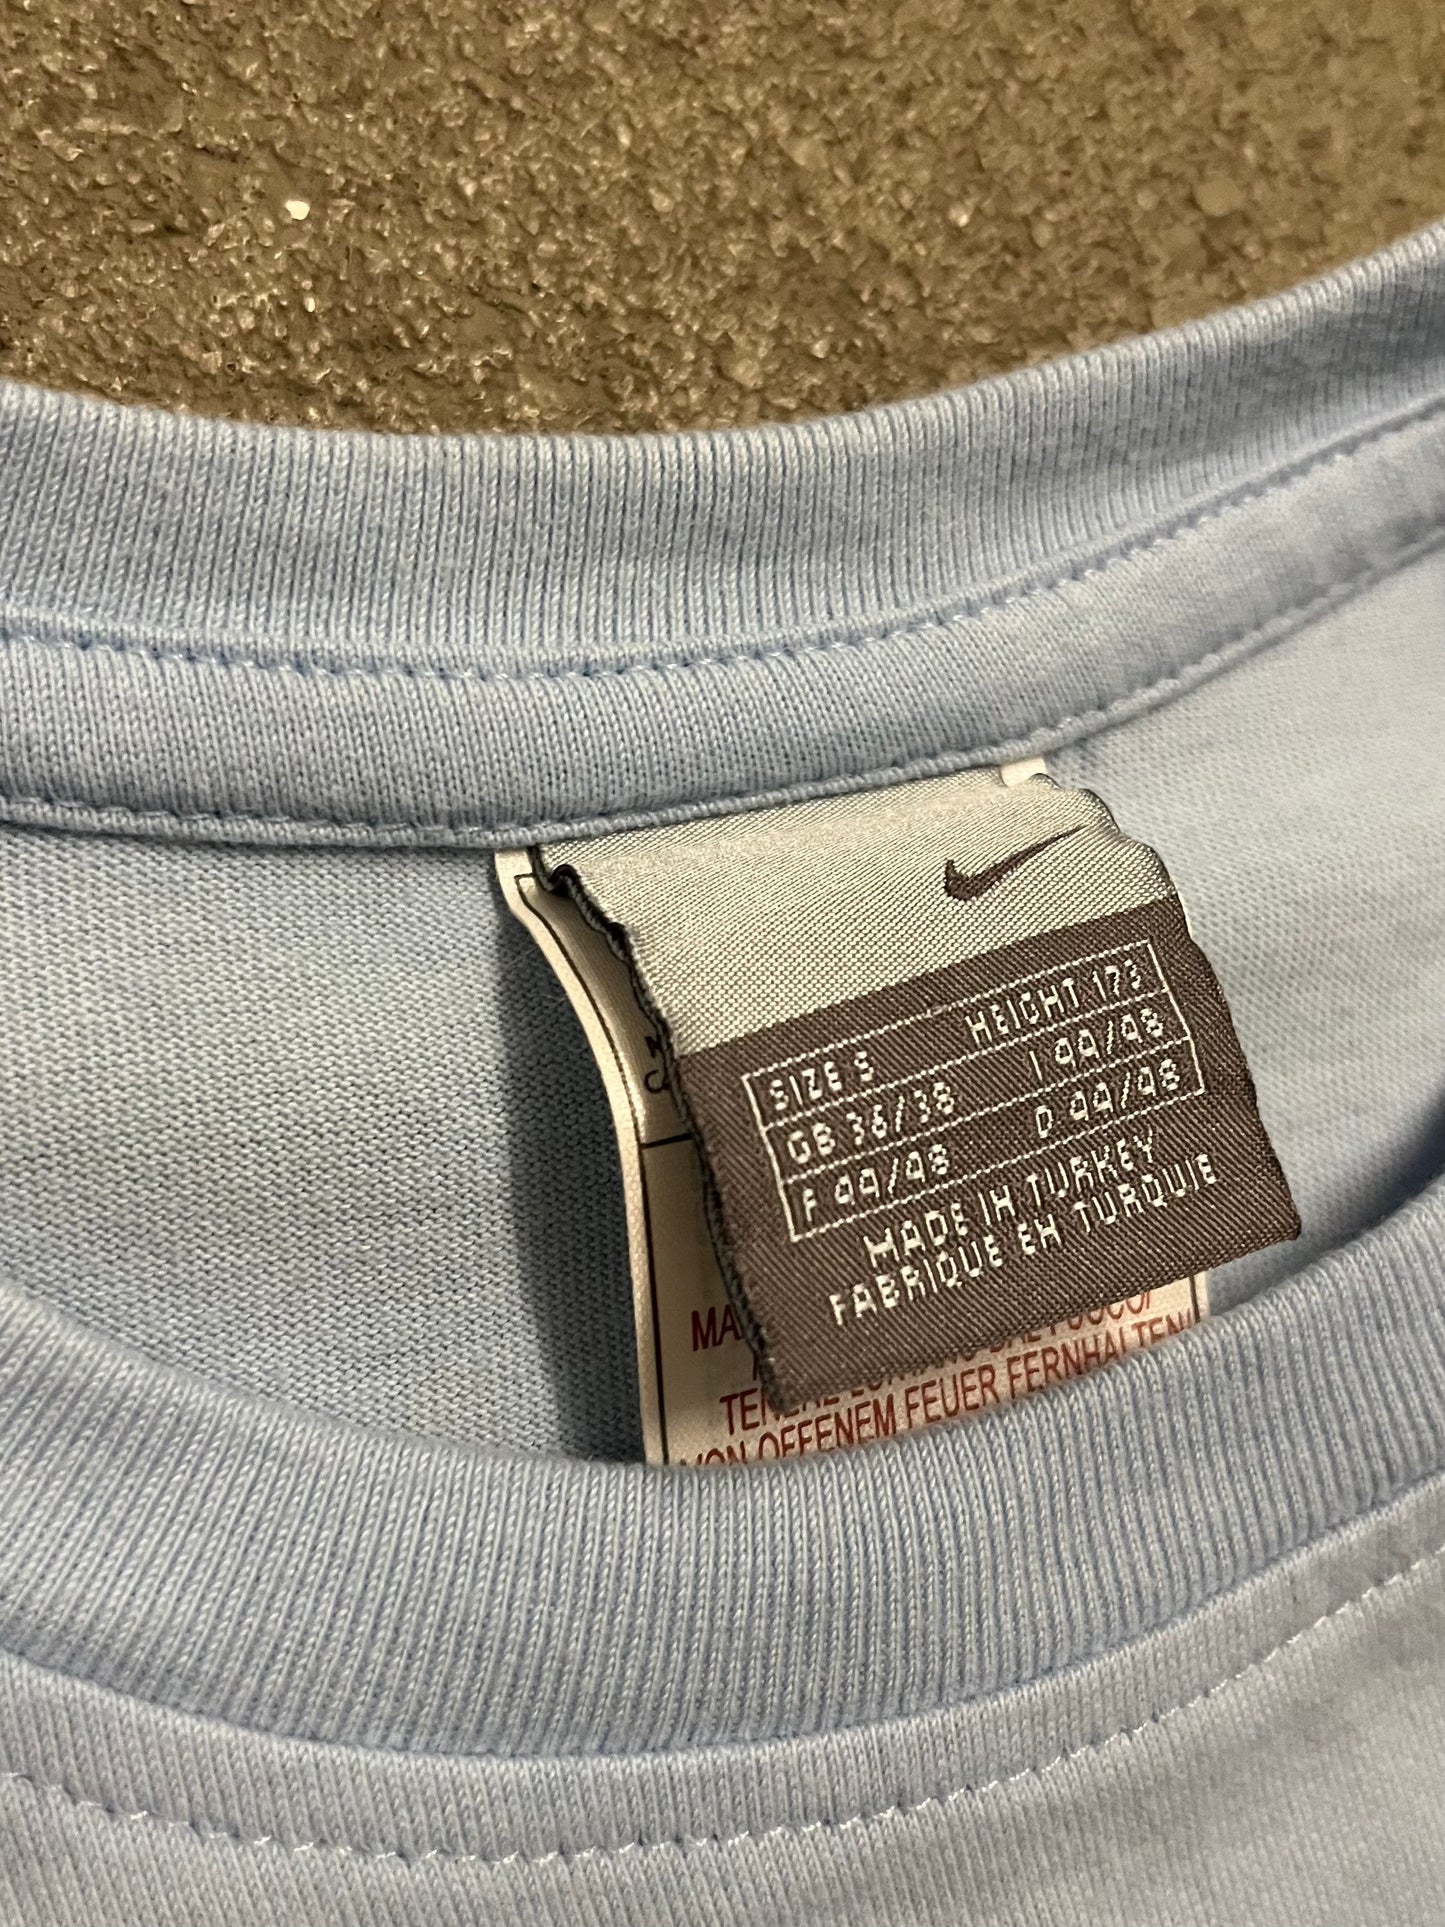 SIZE S HEIGHT 173
GB 36/38 I 44/48
F 44/48 D 44/48
MADE IN TURKEY
FABRIQUE EN TURQUIE
FUOCO!
VON OFFENEM FEUER FERNHALTEN!